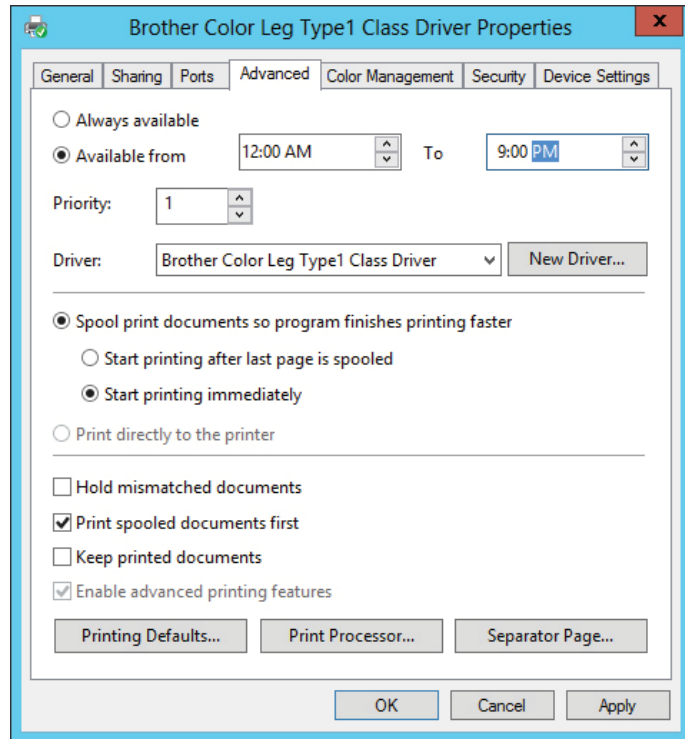 Brother Color Leg Type1 Class Driver Properties
x
General Sharing Ports Advanced Color Management Security Device Settings
Always available
Available from 12:00 AM To 9:00 PM
Priority: 1
Driver: Brother Color Leg Type1 Class Driver New Driver...
Spool print documents so program finishes printing faster
Start printing after last page is spooled
Start printing immediately
Print directly to the printer
Hold mismatched documents
Print spooled documents first
Keep printed documents
Enable advanced printing features
Printing Defaults... Print Processor... Separator Page...
OK Cancel Apply